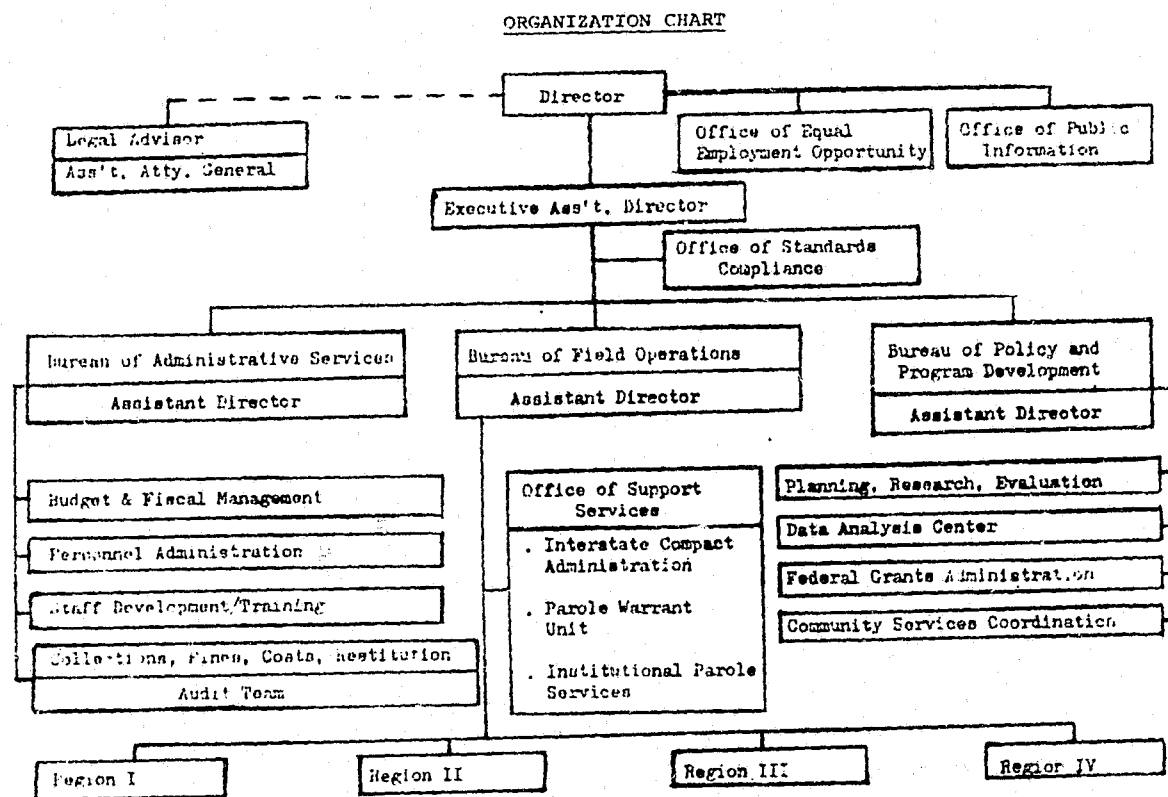 ORGANIZATION CHART
Director
Legal Advisor
Ass't. Atty. General
Office of Equal
Employment Opportunity
Office of Public
Information
Executive Ass't. Director
Office of Standards
Compliance
Bureau of Administrative Services
Assistant Director
Bureau of Field Operations
Assistant Director
Bureau of Policy and
Program Development
Assistant Director
Budget & Fiscal Management
Personnel Administration
Staff Development/Training
Collections, Fines, Costs, Restitution
Audit Team
Office of Support
Services
. Interstate Compact
Administration
. Parole Warrant
Unit
. Institutional Parole
Services
Planning, Research, Evaluation
Data Analysis Center
Federal Grants Administration
Community Services Coordination
Region I
Region II
Region III
Region IV